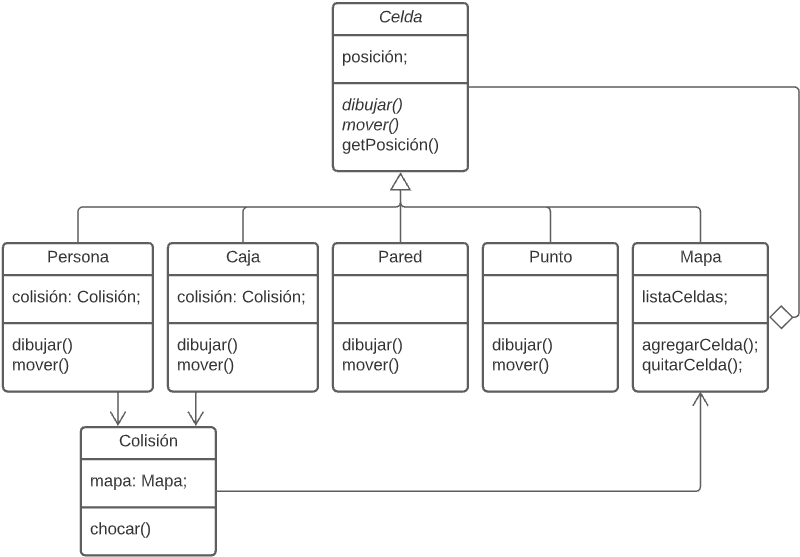 Celda
posición;
dibujar()
mover()
getPosición()
Persona
colisión: Colisión;
dibujar()
mover()
Caja
colisión: Colisión;
dibujar()
mover()
Pared
dibujar()
mover()
Punto
dibujar()
mover()
Mapa
listaCeldas;
agregarCelda();
quitarCelda();
Colisión
mapa: Mapa;
chocar()